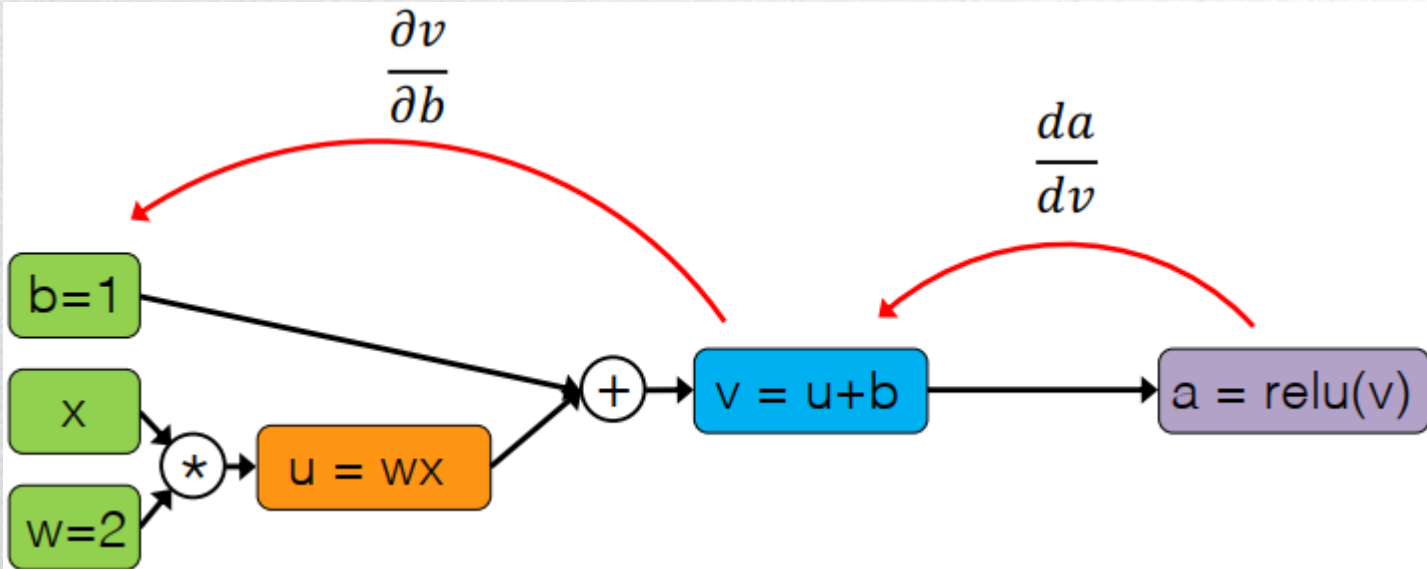 ∂v
∂b
da
dv
b=1
x
w=2
*
u = wx
+
v = u+b
a = relu(v)